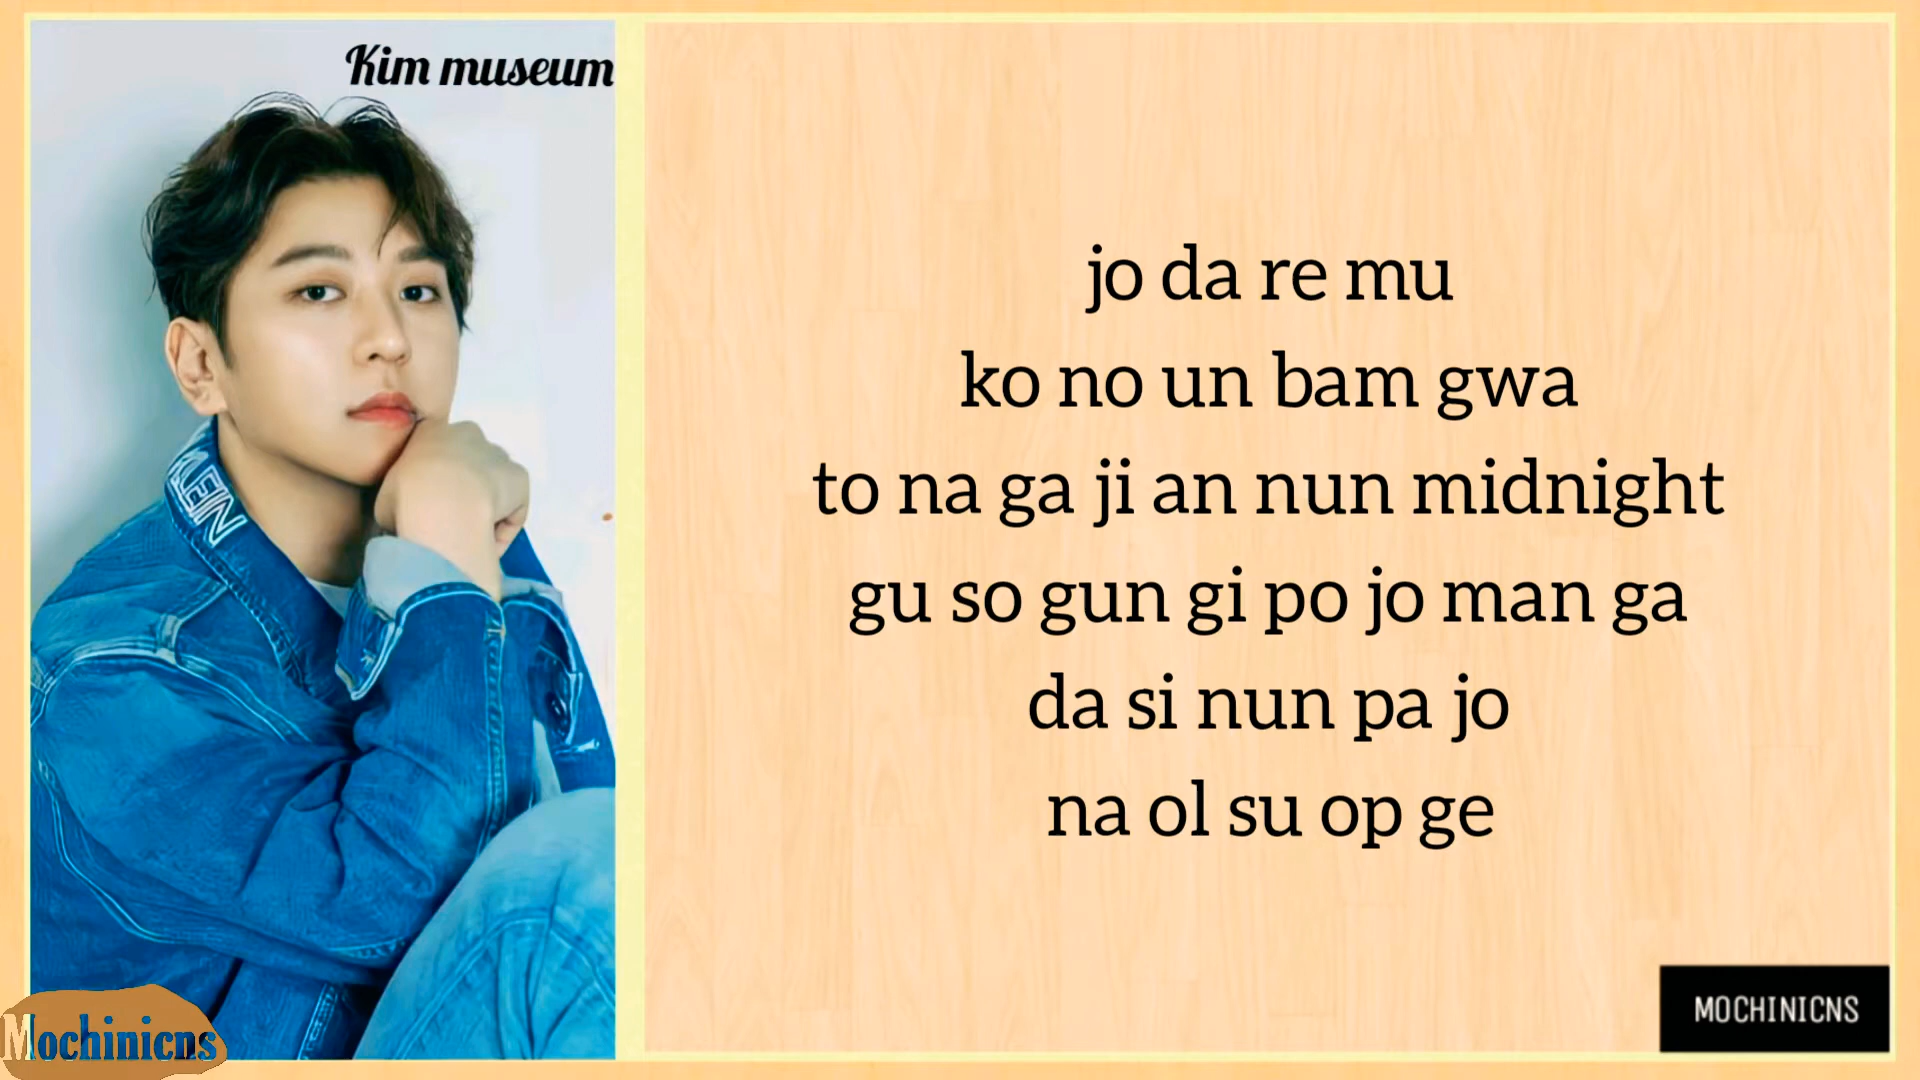 Kim museum
KLEIN
jo da re mu
ko no un bam gwa
to na ga ji an nun midnight
gu so gun gi po jo man ga
da si nun pa jo
na ol su op ge
Mochinicns
MOCHINICNS